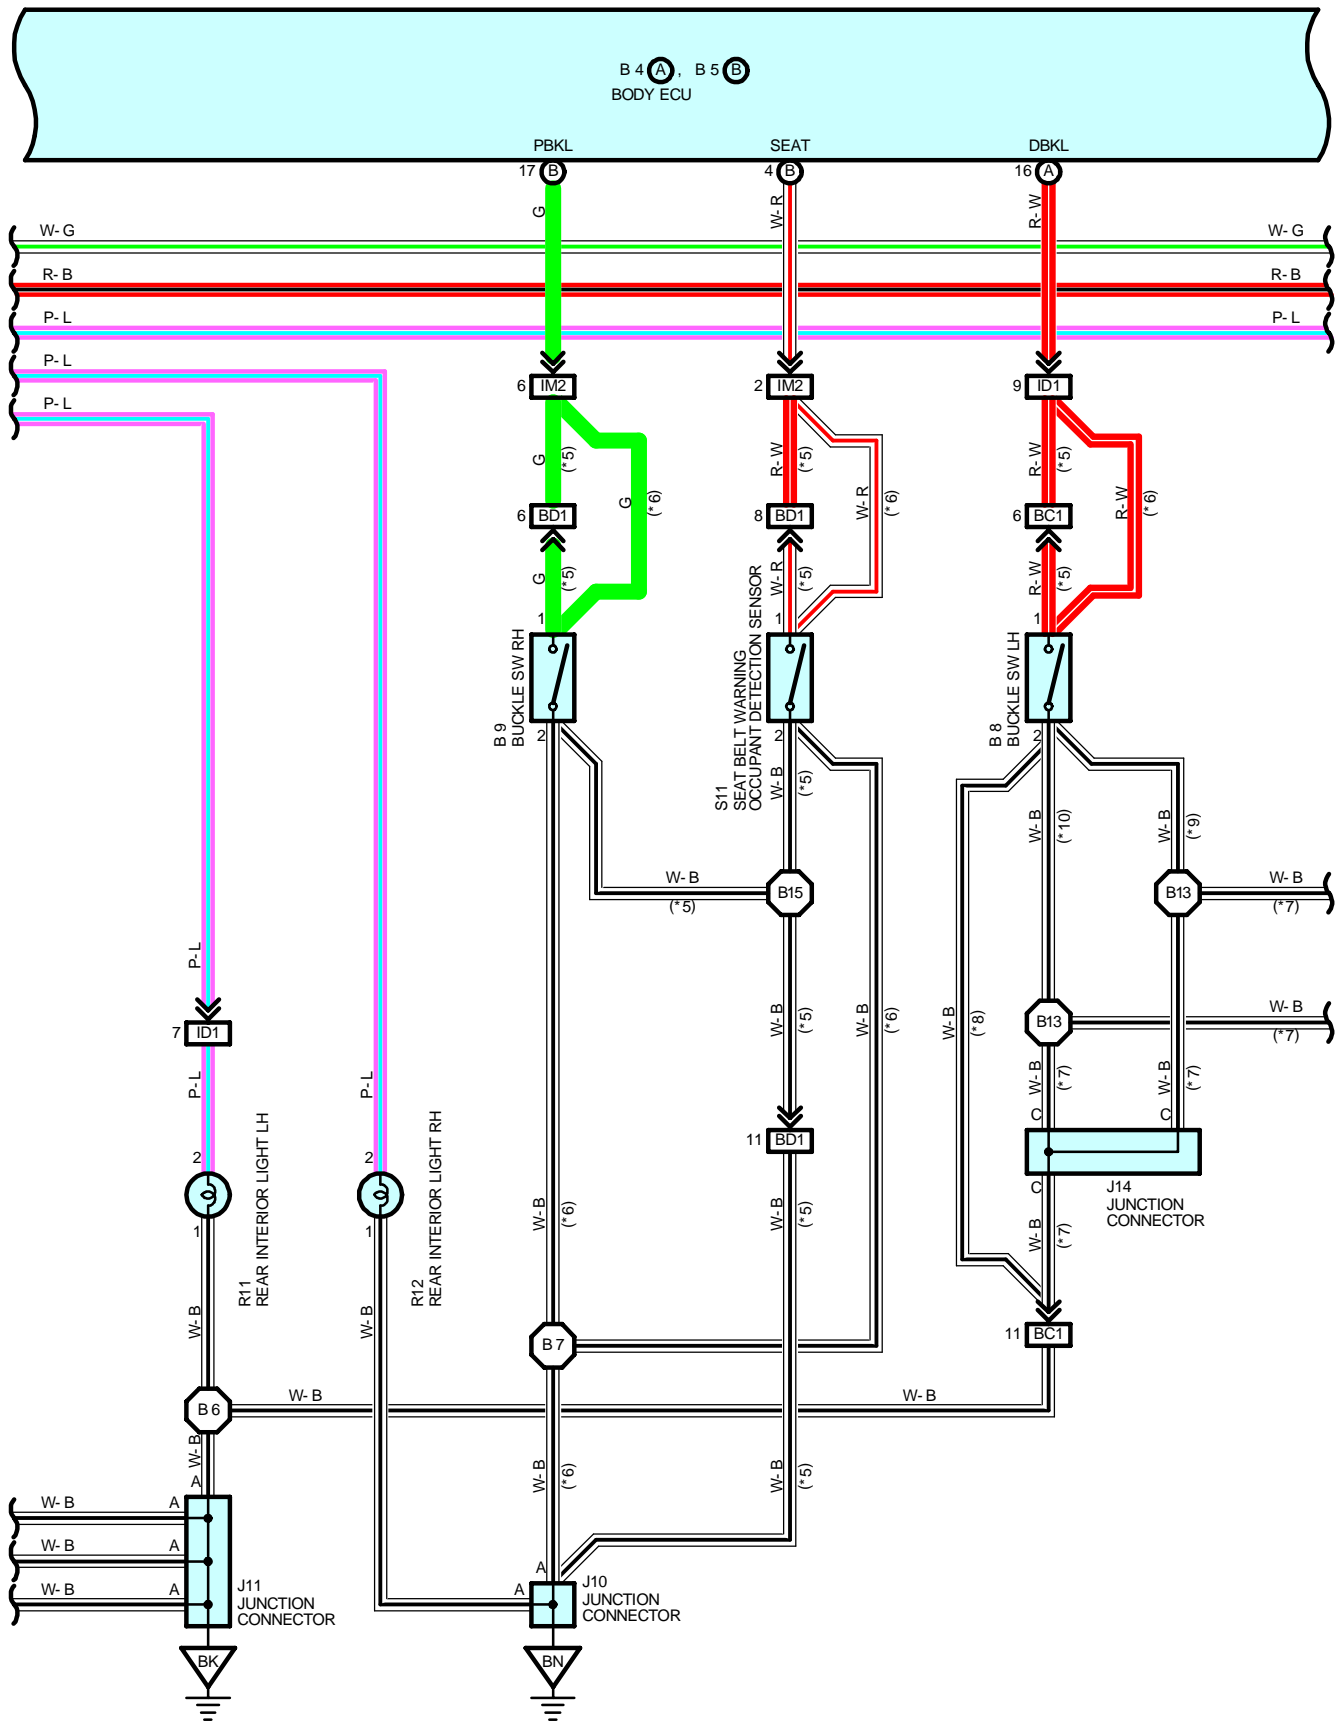 B 4 A , B 5 B
BODY ECU
PBKL SEAT DBKL
17 B 4 B 16 A
G W- R R- W
W- G W- G
R- B R- B
P- L P- L
P- L
P- L
6 IM2 2 IM2 9 ID1
G (*5) G (*6) R- W (*5) W- R (*6) R- W (*5) R- W (*6)
6 BD1 8 BD1 6 BC1
G (*5) W- R (*5) R- W (*5)
1 1 1
B 9
BUCKLE SW RH
S11
SEAT BELT WARNING
OCCUPANT DETECTION SENSOR
B 8
BUCKLE SW LH
2 2 2
W- B (*5)
W- B (*10) W- B (*9)
W- B
(*5)
B15
B13
W- B
(*7)
P- L
7 ID1
W- B (*5) W- B (*6) W- B (*8)
B13
W- B
(*7)
P- L P- L
W- B (*7) W- B (*7)
C C
11 BD1
2 2
C
J14
JUNCTION
CONNECTOR
1 1
R11
REAR INTERIOR LIGHT LH
R12
REAR INTERIOR LIGHT RH
W- B (*6) W- B (*5) W- B (*7)
W- B W- B
B 7
11 BC1
B 6
W- B W- B
W- B
W- B (*6) W- B (*5)
A
W- B A
W- B A
W- B A
J11
JUNCTION
CONNECTOR
A
A
J10
JUNCTION
CONNECTOR
BK BN